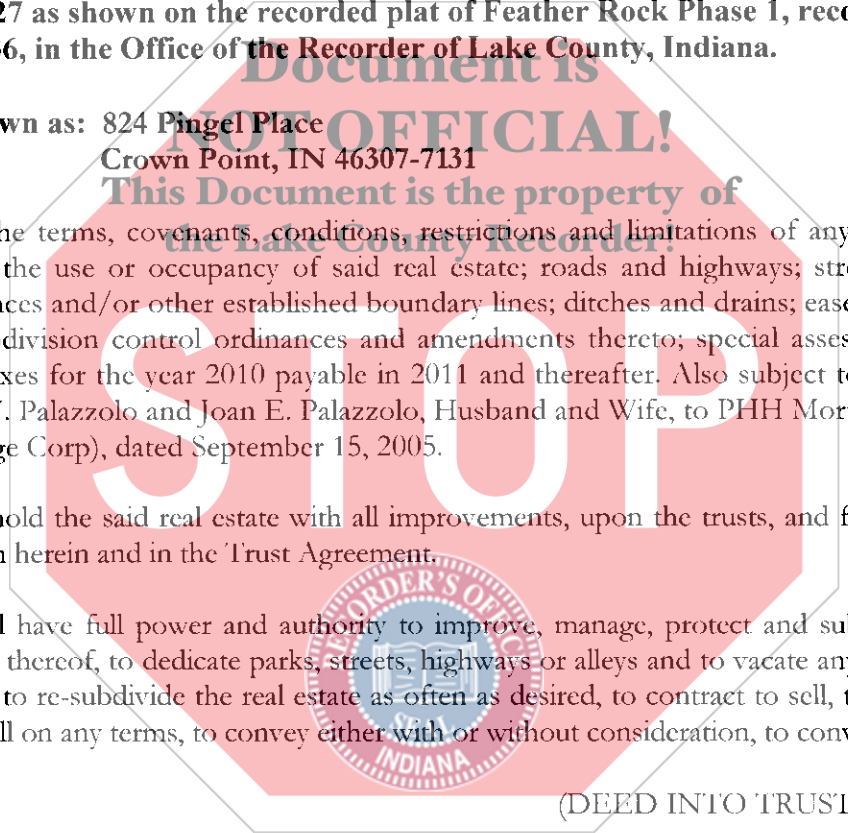 27 as shown on the recorded plat of Feather Rock Phase 1, reco
6, in the Office of the Recorder of Lake County, Indiana.
Document is
wn as: 824 Pingel Place
NOT OFFICIAL!
Crown Point, IN 46307-7131
This Document is the property of
he terms, covenants, conditions, restrictions and limitations of any
the Lake County Recorder!
the use or occupancy of said real estate; roads and highways; str
nces and/or other established boundary lines; ditches and drains; ease
division control ordinances and amendments thereto; special asses
xes for the year 2010 payable in 2011 and thereafter. Also subject t
. Palazzolo and Joan E. Palazzolo, Husband and Wife, to PHH Mor
ge Corp), dated September 15, 2005.
STOP
hold the said real estate with all improvements, upon the trusts, and f
n herein and in the Trust Agreement.
l have full power and authority to improve, manage, protect and su
thereof, to dedicate parks, streets, highways or alleys and to vacate any
to re-subdivide the real estate as often as desired, to contract to sell, t
ll on any terms, to convey either with or without consideration, to conv
RECORDER'S OFFIC
SEAL
INDIANA
(DEED INTO TRUST